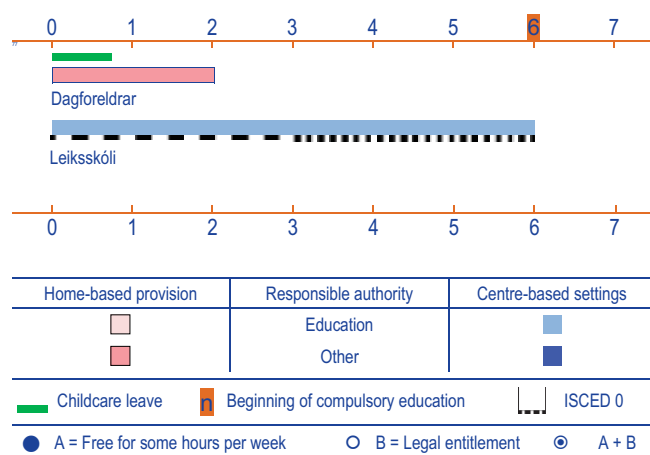 0 1 2 3 4 5 6 7
Dagforeldrar
Leiksskóli
0 1 2 3 4 5 6 7
Home-based provision Responsible authority Centre-based settings
Education
Other
Childcare leave n Beginning of compulsory education ISCED 0
A = Free for some hours per week B = Legal entitlement A + B